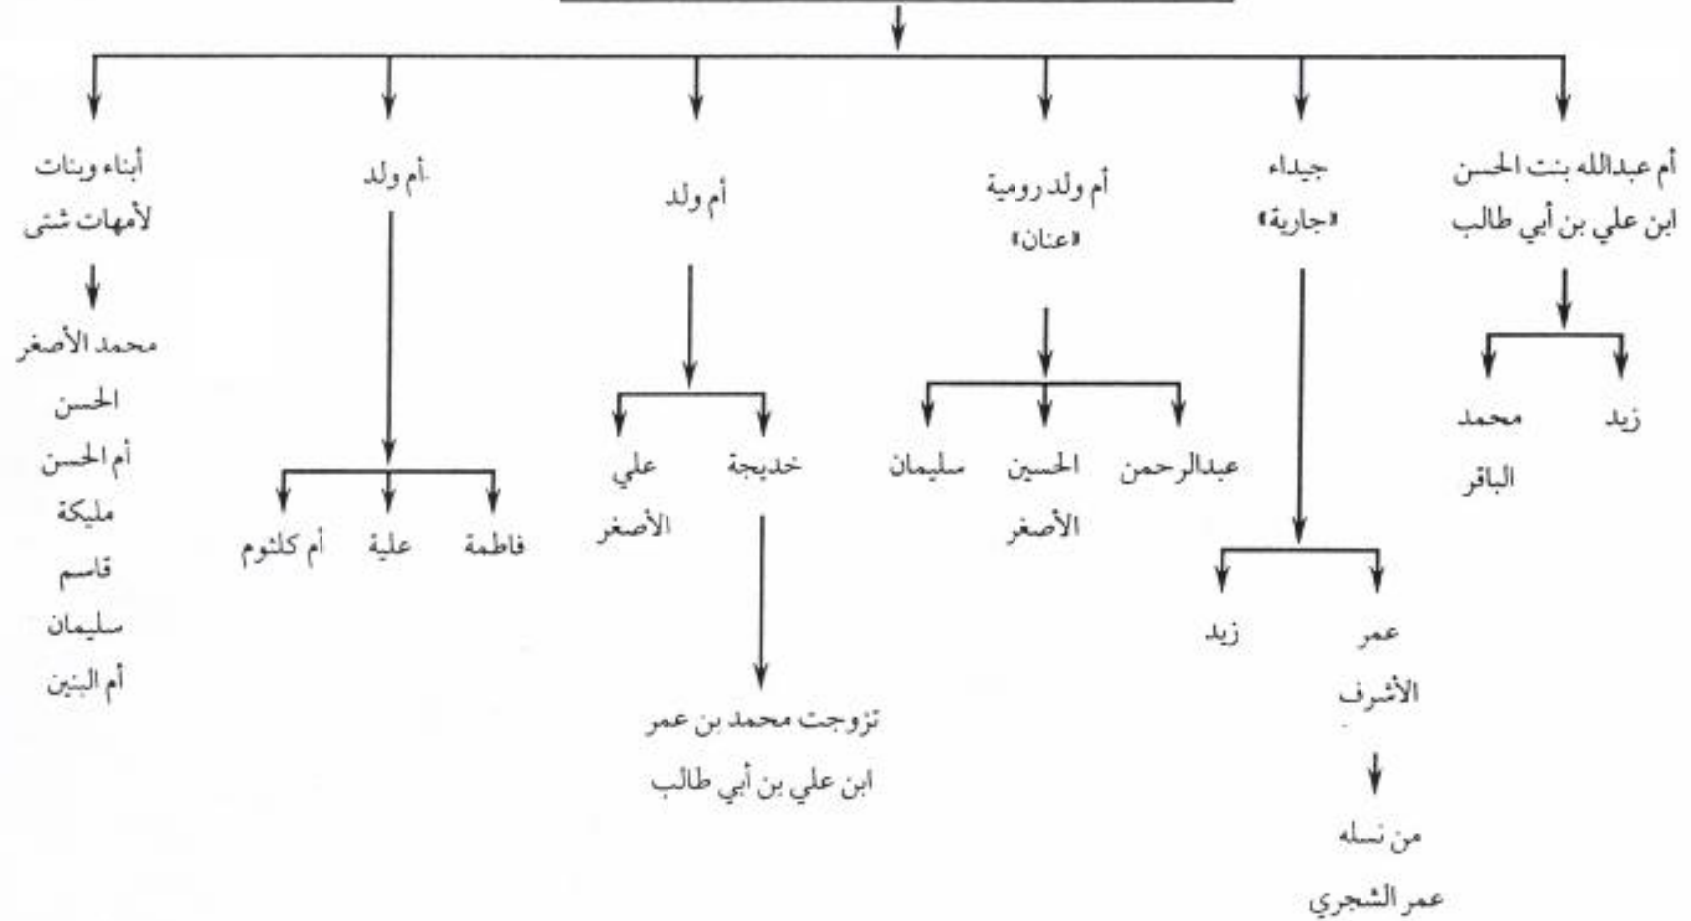 أم عبدالله بنت الحسن
ابن علي بن أبي طالب
زيد
محمد
الباقر
جيداء
«جارية»
عمر
الأشرف
زيد
من نسله
عمر الشجري
أم ولد رومية
«عنان»
عبدالرحمن
الحسين
الأصغر
سليمان
أم ولد
خديجة
علي
الأصغر
تزوجت محمد بن عمر
ابن علي بن أبي طالب
أم ولد
فاطمة
علية
أم كلثوم
أبناء وبنات
لأمهات شتى
محمد الأصغر
الحسن
أم الحسن
مليكة
قاسم
سليمان
أم البنين